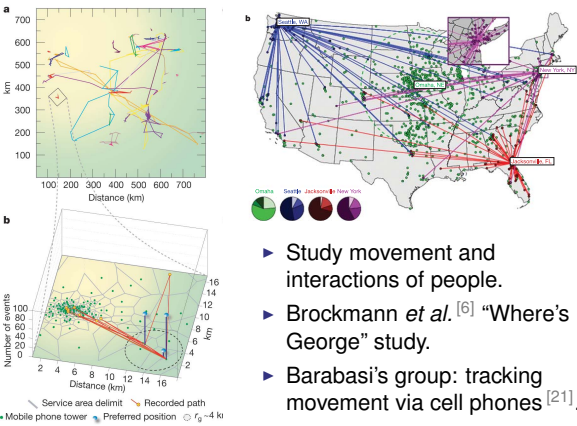 a
700
600
500
400
300
200
100
km
100 200 300 400 500 600 700
Distance (km)
b
Number of events
100
80
60
40
20
0
2 4 6 8 10 12 14 16
Distance (km)
16
14
12
10
8
6
4
2
km
Service area delimit Recorded path
Mobile phone tower Preferred position rg~4 k
b
Seattle, WA
New York, NY
Omaha, NE
Jacksonville, FL
Omaha Seattle Jacksonville New York
► Study movement and
interactions of people.
► Brockmann et al. [6] “Where’s
George” study.
► Barabasi’s group: tracking
movement via cell phones [21].